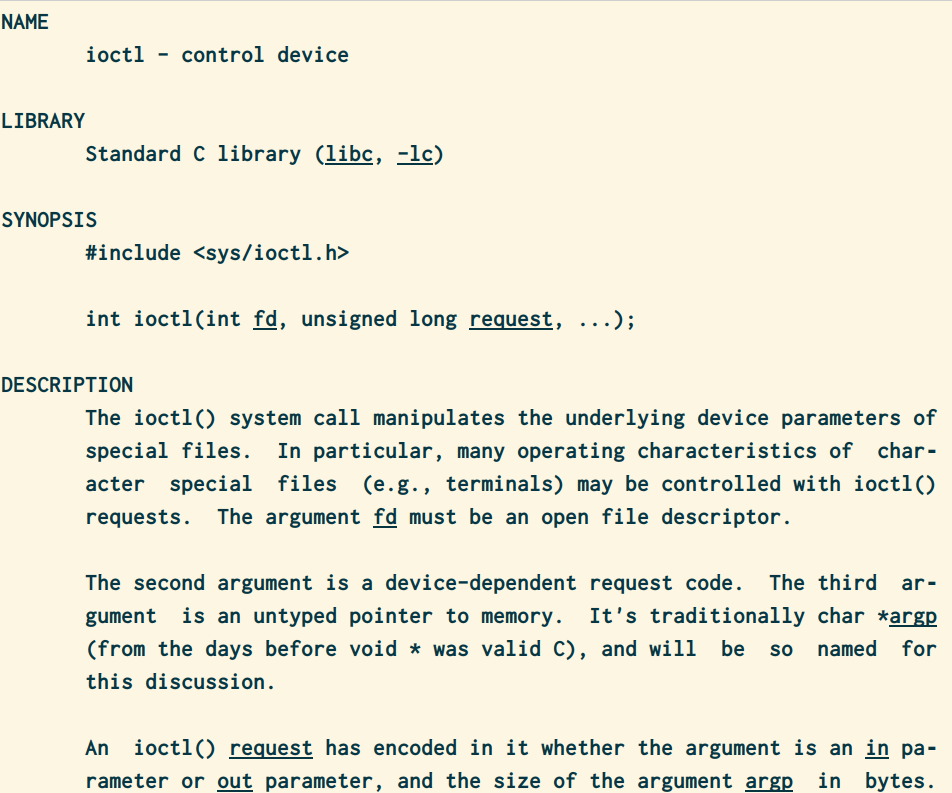 NAME
ioctl - control device
LIBRARY
Standard C library (libc, -lc)
SYNOPSIS
#include <sys/ioctl.h>
int ioctl(int fd, unsigned long request, ...);
DESCRIPTION
The ioctl() system call manipulates the underlying device parameters of
special files.  In particular, many operating characteristics of  char-
acter  special  files  (e.g., terminals) may be controlled with ioctl()
requests.  The argument fd must be an open file descriptor.
The second argument is a device-dependent request code.  The third  ar-
gument  is an untyped pointer to memory.  It's traditionally char *argp
(from the days before void * was valid C), and will  be  so  named  for
this discussion.
An  ioctl() request has encoded in it whether the argument is an in pa-
rameter or out parameter, and the size of the argument argp  in  bytes.